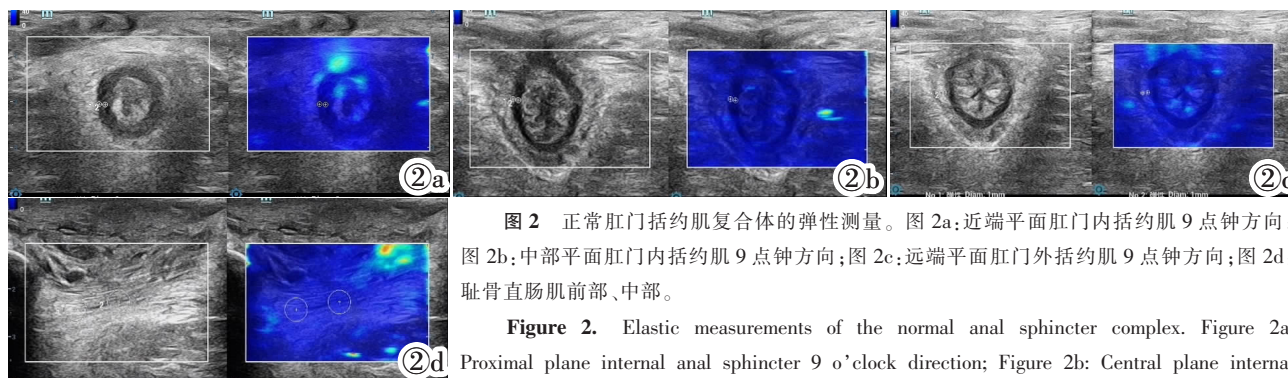 ②a
②b
②c
②d
图 2 正常肛门括约肌复合体的弹性测量。图 2a：近端平面肛门内括约肌 9 点钟方向
图 2b：中部平面肛门内括约肌 9 点钟方向；图 2c：远端平面肛门外括约肌 9 点钟方向；图 2d
耻骨直肠肌前部、中部。
Figure 2. Elastic measurements of the normal anal sphincter complex. Figure 2a
Proximal plane internal anal sphincter 9 o’clock direction; Figure 2b: Central plane interna